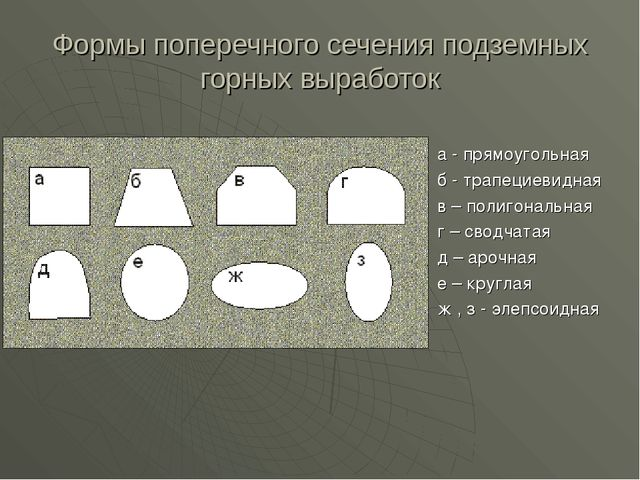 Формы поперечного сечения подземных
горных выработок
а б в г
д е ж з
а - прямоугольная
б - трапециевидная
в – полигональная
г – сводчатая
д – арочная
е – круглая
ж , з - элепсоидная